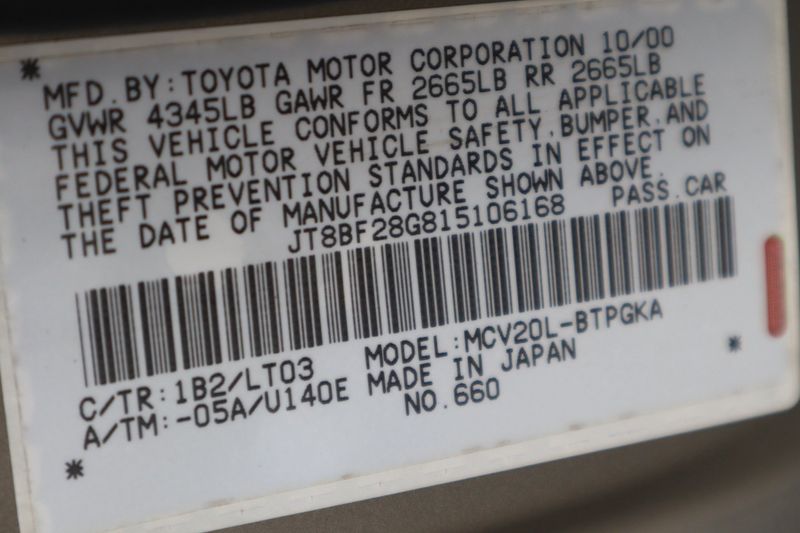 MFD. BY: TOYOTA MOTOR CORPORATION 10/00
GVWR 4345LB GAWR FR 2665LB RR 2665LB
THIS VEHICLE CONFORMS TO ALL APPLICABLE
FEDERAL MOTOR VEHICLE SAFETY, BUMPER, AND
THEFT PREVENTION STANDARDS IN EFFECT ON
THE DATE OF MANUFACTURE SHOWN ABOVE.
JT8BF28G815106168 PASS. CAR
C/TR: 1B2/LT03 MODEL: MCV20L-BTPGKA
A/TM: -05A/U140E MADE IN JAPAN
NO. 660